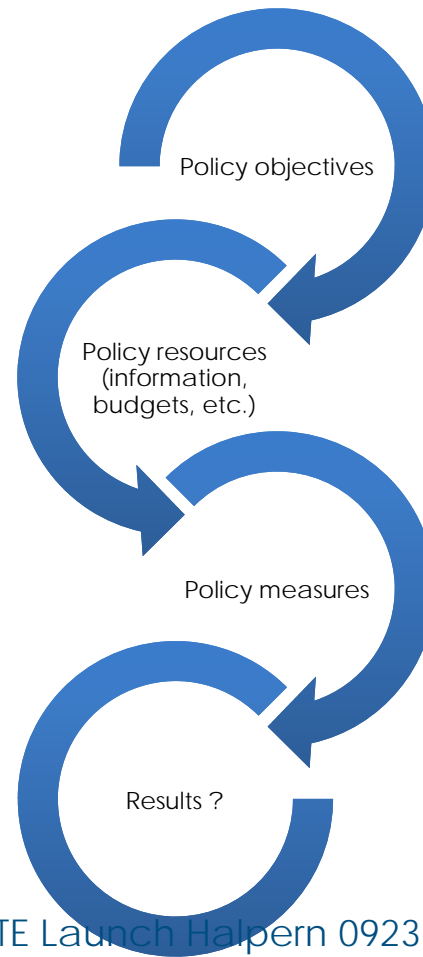 Policy objectives
Policy resources
(information,
budgets, etc.)
Policy measures
Results ?
TE Launch Halpern 0923